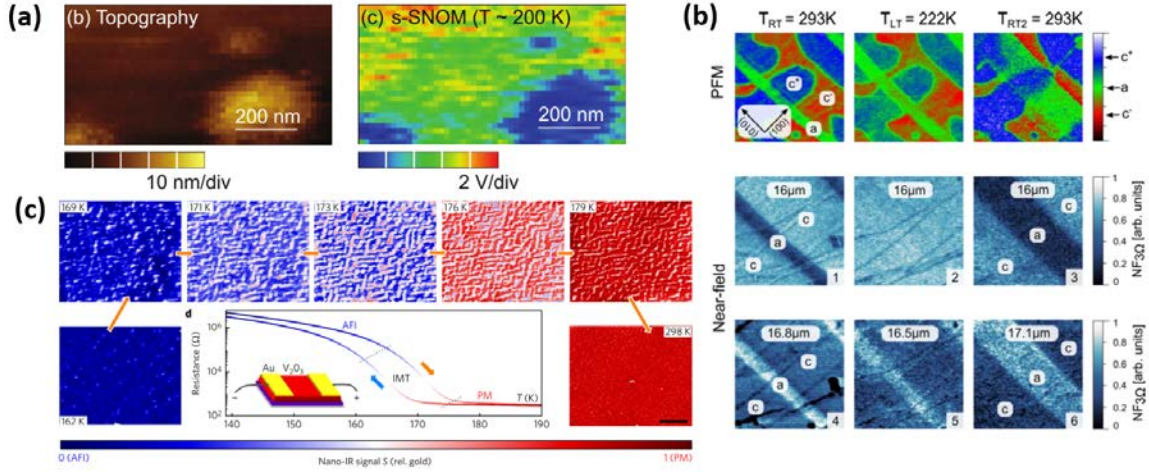 (a)
(b) Topography
200 nm
10 nm/div
(c) s-SNOM (T ~ 200 K)
200 nm
2 V/div
(b)
T_RT = 293K T_LT = 222K T_RT2 = 293K
PFM
c⁺
c⁻
a
(010)
(100)
c⁺
a
c⁻
Near-field
16µm
c
a
c
1
16µm
2
16µm
c
a
3
1
0.8
0.6
0.4
0.2
0
NF3Ω [arb. units]
16.8µm
c
a
c
4
16.5µm
5
17.1µm
c
a
c
6
1
0.8
0.6
0.4
0.2
0
NF3Ω [arb. units]
(c)
169 K
171 K
173 K
176 K
179 K
162 K
d
Resistance (Ω)
10⁶
10⁴
10²
AFI
IMT
PM
Au V₂O₃
−
+
T (K)
140 150 160 170 180 190
298 K
0 (AFI)
Nano-IR signal S (rel. gold)
1 (PM)